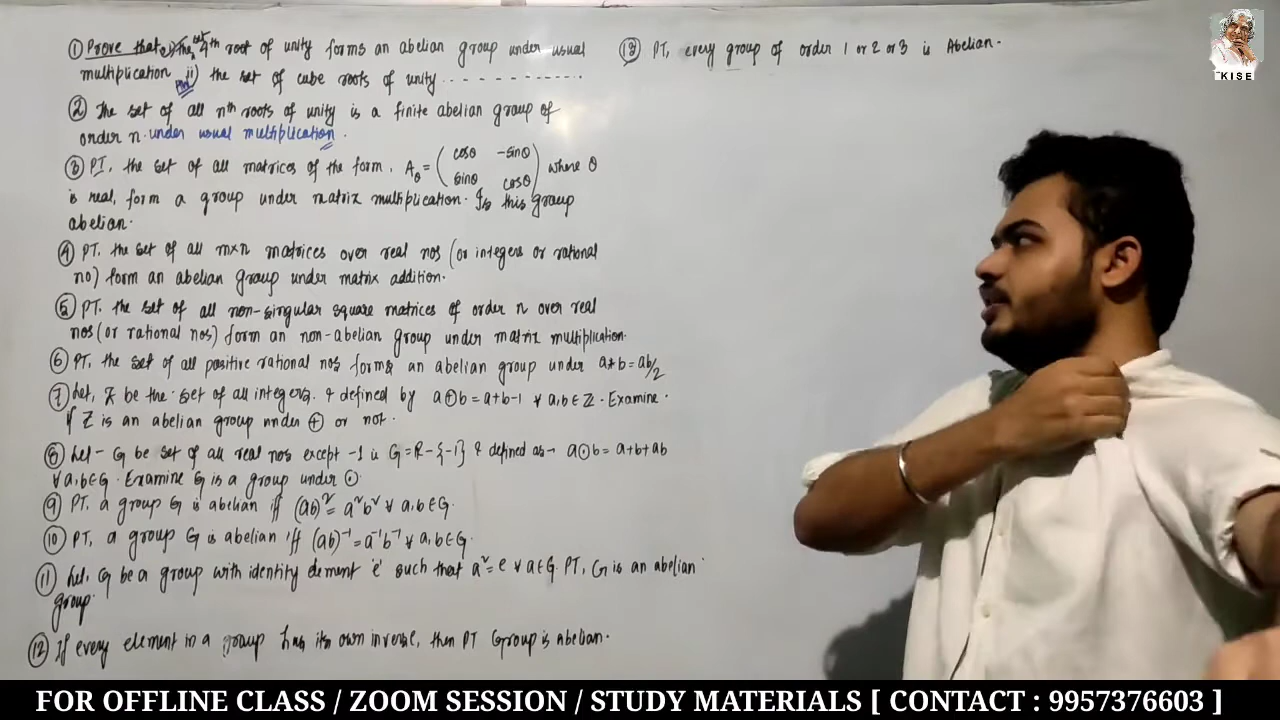 ① Prove that i) The set 4th root of unity forms an abelian group under usual
multiplication ii) the set of cube roots of unity - - - - - - - - - - - -.
② The set of all nth roots of unity is a finite abelian group of
order n. under usual multiplication.
③ PT, the set of all matrices of the form, Aθ = (cosθ -sinθ
sinθ cosθ) where θ
is real, form a group under matrix multiplication. Is this group
abelian.
④ PT. the set of all m×n matrices over real nos (or integers or rational
no) form an abelian group under matrix addition.
⑤ PT. the set of all non-singular square matrices of order n over real
nos (or rational nos) form an non-abelian group under matrix multiplication.
⑥ PT, the set of all positive rational nos forms an abelian group under a*b = ab/2
⑦ Let, Z be the set of all integers. & defined by a⊕b = a+b-1 ∀ a,b∈Z. Examine.
if Z is an abelian group under ⊕ or not.
⑧ Let- G be set of all real nos except -1 is G=R-{-1} & defined as→ a⊙b = a+b+ab
∀ a,b∈G. Examine G is a group under ⊙.
⑨ PT. a group G is abelian iff (ab)² = a²b² ∀ a,b∈G.
⑩ PT, a group G is abelian iff (ab)⁻¹ = a⁻¹b⁻¹ ∀ a,b∈G.
⑪ Let, G be a group with identity element 'e' such that a² = e ∀ a∈G. PT, G is an abelian
group.
⑫ If every element in a group has its own inverse, then PT Group is Abelian.
⑬ PT, every group of order 1 or 2 or 3 is Abelian.
KISE
FOR OFFLINE CLASS / ZOOM SESSION / STUDY MATERIALS [ CONTACT : 9957376603 ]